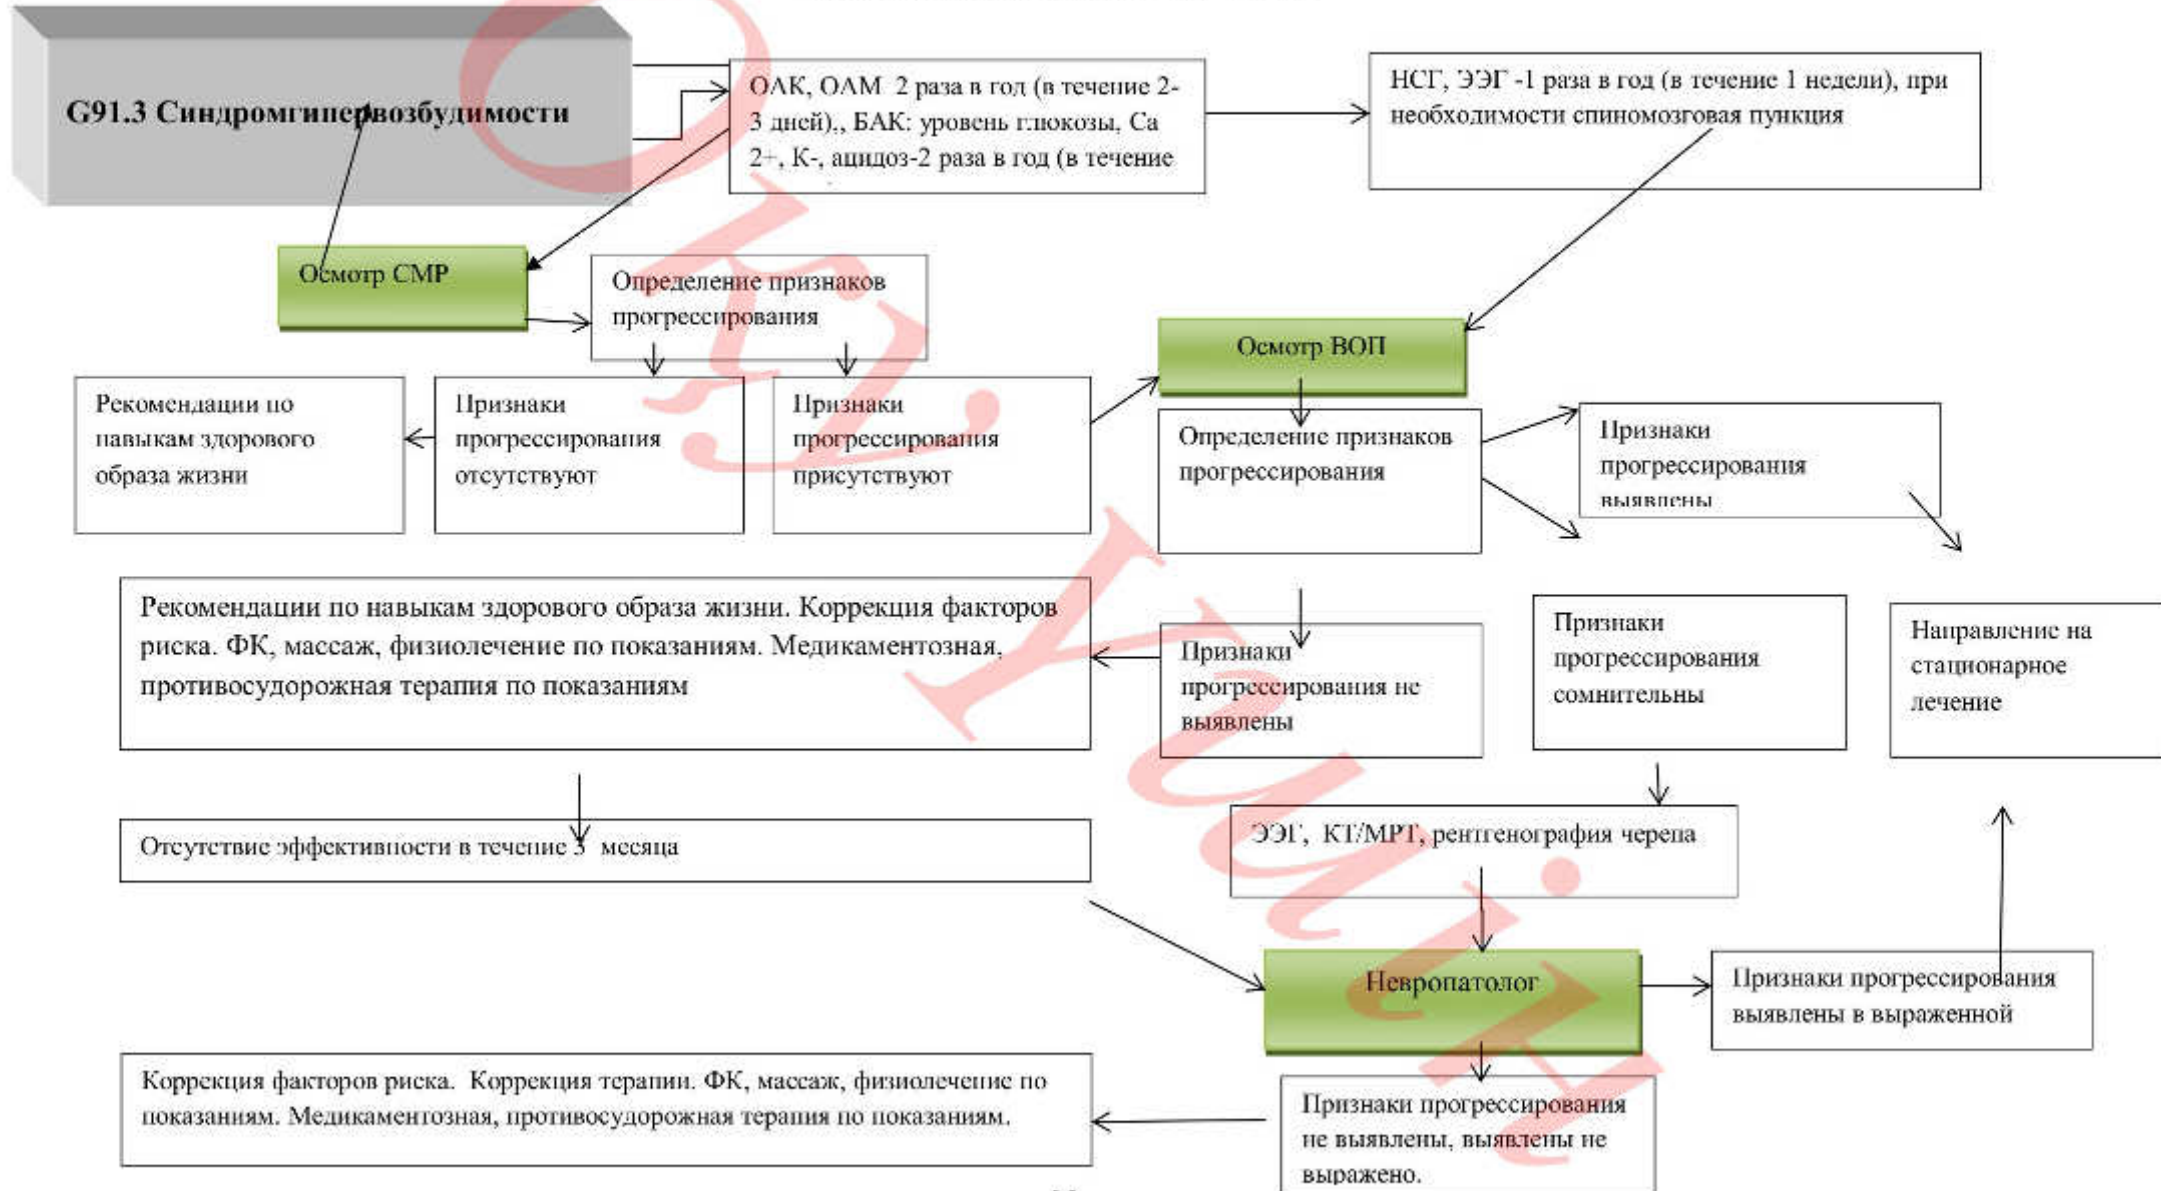 G91.3 Синдромгипервозбудимости
ОАК, ОАМ 2 раза в год (в течение 2-
3 дней),, БАК: уровень глюкозы, Са
2+, К-, ацидоз-2 раза в год (в течение
НСГ, ЭЭГ -1 раза в год (в течение 1 недели), при
необходимости спиномозговая пункция
Осмотр СМР
Определение признаков
прогрессирования
Осмотр ВОП
Рекомендации по
навыкам здорового
образа жизни
Признаки
прогрессирования
отсутствуют
Признаки
прогрессирования
присутствуют
Определение признаков
прогрессирования
Признаки
прогрессирования
выявлены
Рекомендации по навыкам здорового образа жизни. Коррекция факторов
риска. ФК, массаж, физиолечение по показаниям. Медикаментозная,
противосудорожная терапия по показаниям
Признаки
прогрессирования не
выявлены
Признаки
прогрессирования
сомнительны
Направление на
стационарное
лечение
Отсутствие эффективности в течение 3 месяца
ЭЭГ, КТ/МРТ, рентгенография черепа
Невропатолог
Признаки прогрессирования
выявлены в выраженной
Коррекция факторов риска. Коррекция терапии. ФК, массаж, физиолечение по
показаниям. Медикаментозная, противосудорожная терапия по показаниям.
Признаки прогрессирования
не выявлены, выявлены не
выражено.
Oқy Үшін